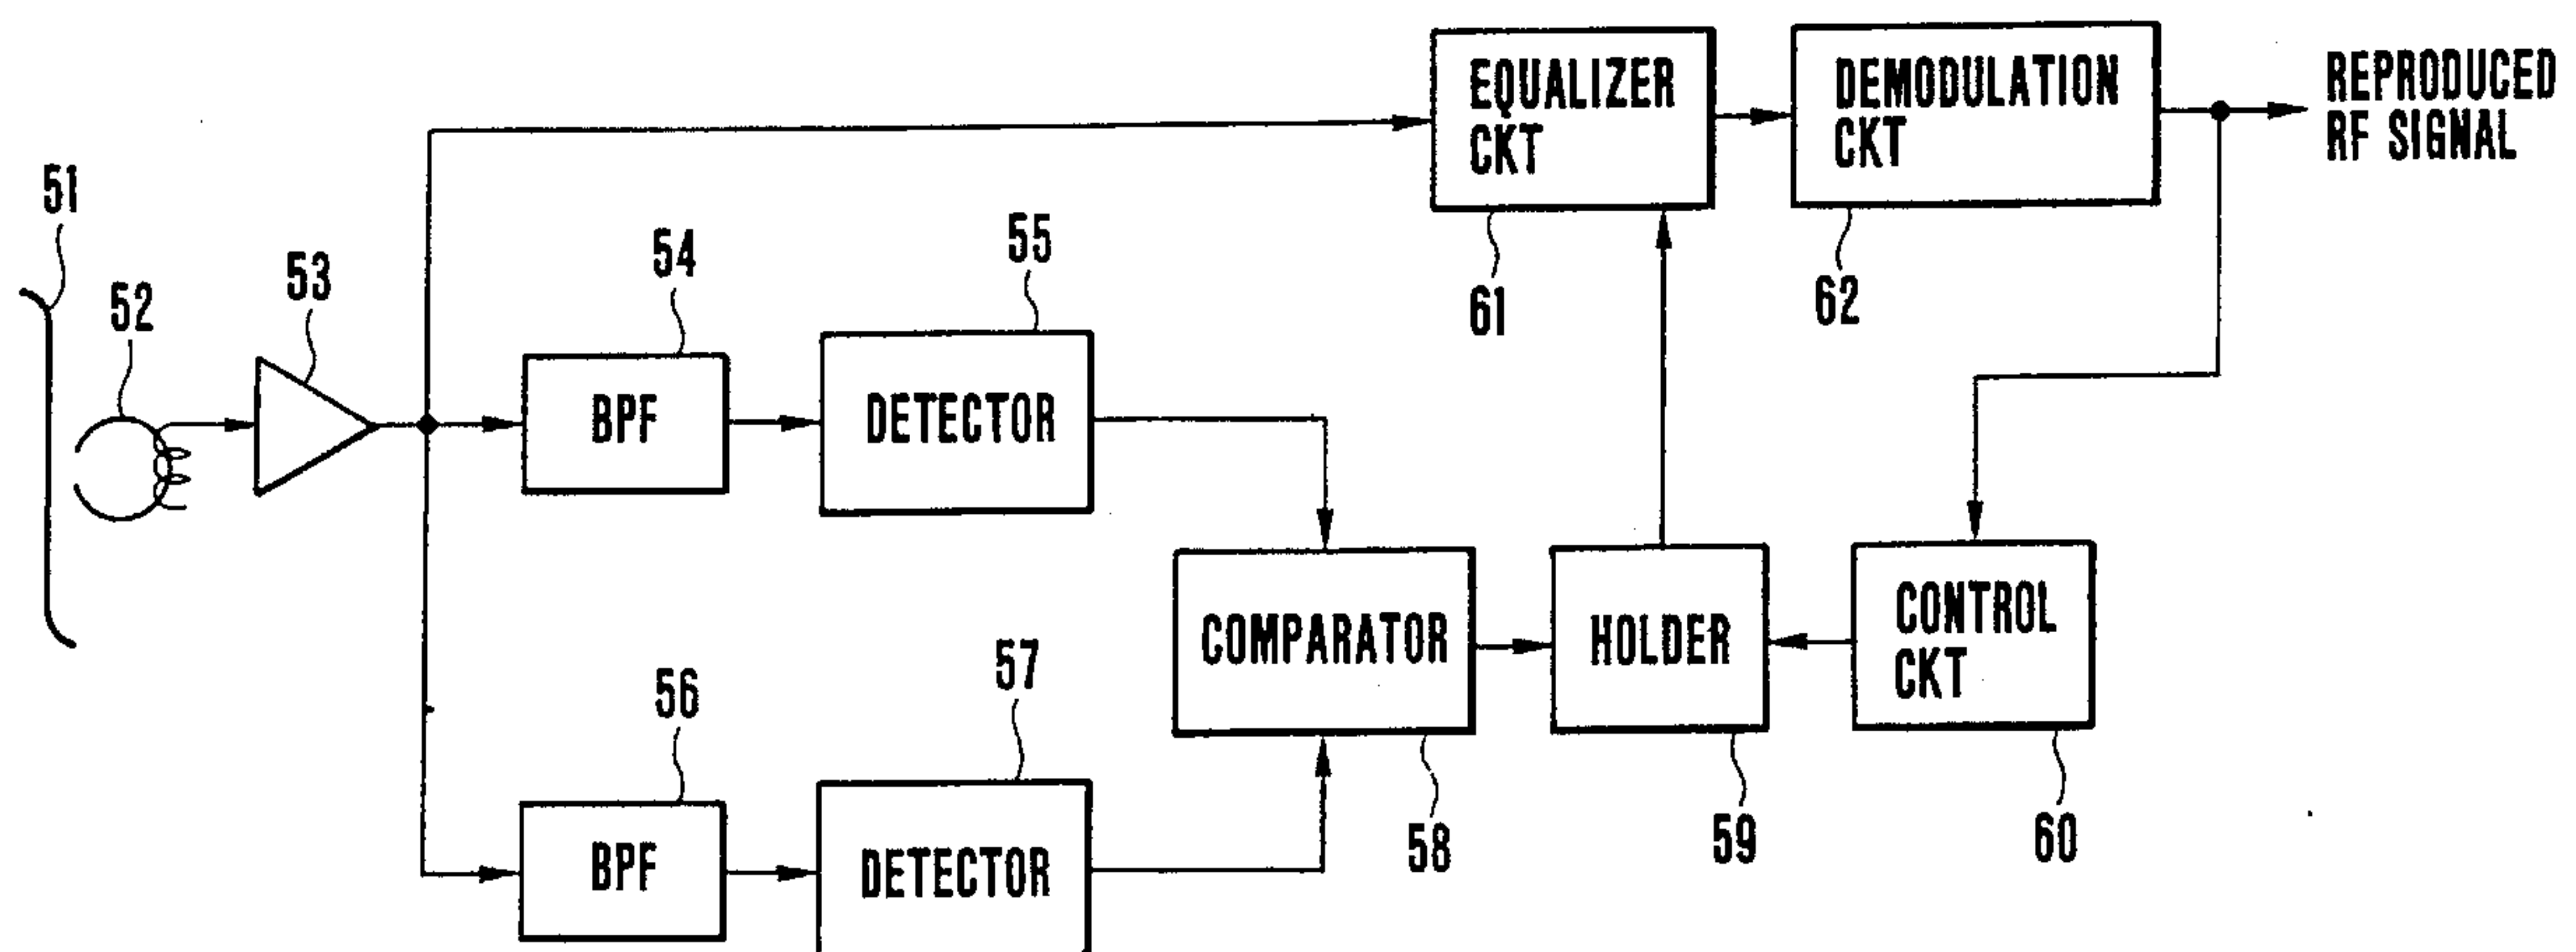 EQUALIZER
CKT
DEMODULATION
CKT
REPRODUCED
RF SIGNAL
51
52
53
54
55
61
62
BPF
DETECTOR
COMPARATOR
HOLDER
CONTROL
CKT
56
57
58
59
60
BPF
DETECTOR